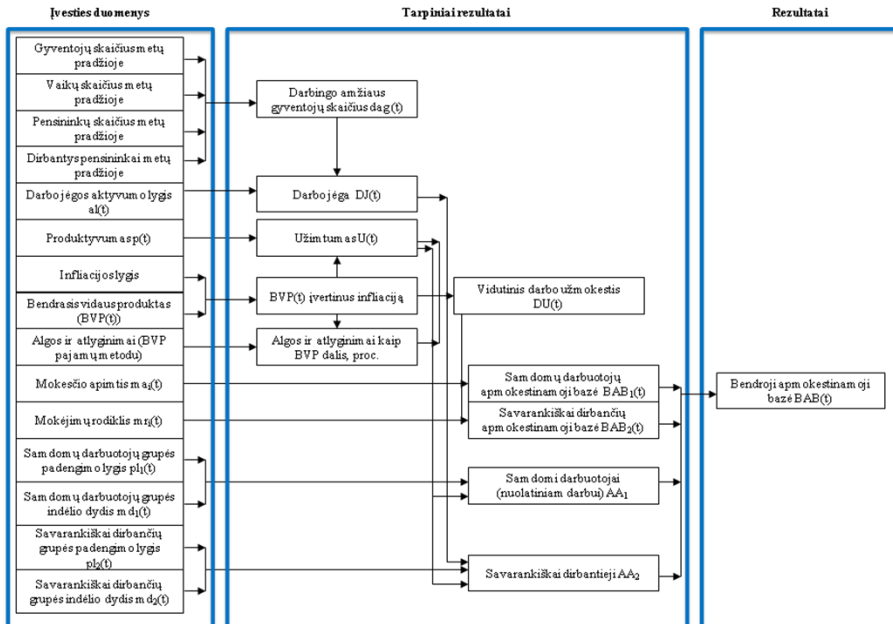 Įvesties duomenys
Gyventojų skaičius metų
pradžioje
Vaikų skaičius metų
pradžioje
Pensininkų skaičius metų
pradžioje
Dirbantys pensininkai metų
pradžioje
Darbo jėgos aktyvumo lygis
al(t)
Produktyvumas p(t)
Infliacijos lygis
Bendrasis vidaus produktas
(BVP(t))
Algos ir atlyginimai (BVP
pajamų metodu)
Mokesčio apimtis maᵢ(t)
Mokėjimų rodiklis mrᵢ(t)
Samdomų darbuotojų grupės
padengimo lygis pl₁(t)
Samdomų darbuotojų grupės
indėlio dydis md₁(t)
Savarankiškai dirbančių
grupės padengimo lygis
pl₂(t)
Savarankiškai dirbančių
grupės indėlio dydis md₂(t)
Tarpiniai rezultatai
Darbingo amžiaus
gyventojų skaičius dag(t)
Darbo jėga DJ(t)
Užimtumas U(t)
BVP(t) įvertinus infliaciją
Algos ir atlyginimai kaip
BVP dalis, proc.
Vidutinis darbo užmokestis
DU(t)
Samdomų darbuotojų
apmokestinamoji bazė BAB₁(t)
Savarankiškai dirbančių
apmokestinamoji bazė BAB₂(t)
Samdomi darbuotojai
(nuolatiniam darbui) AA₁
Savarankiškai dirbantieji AA₂
Rezultatai
Bendroji apmokestinamoji
bazė BAB(t)